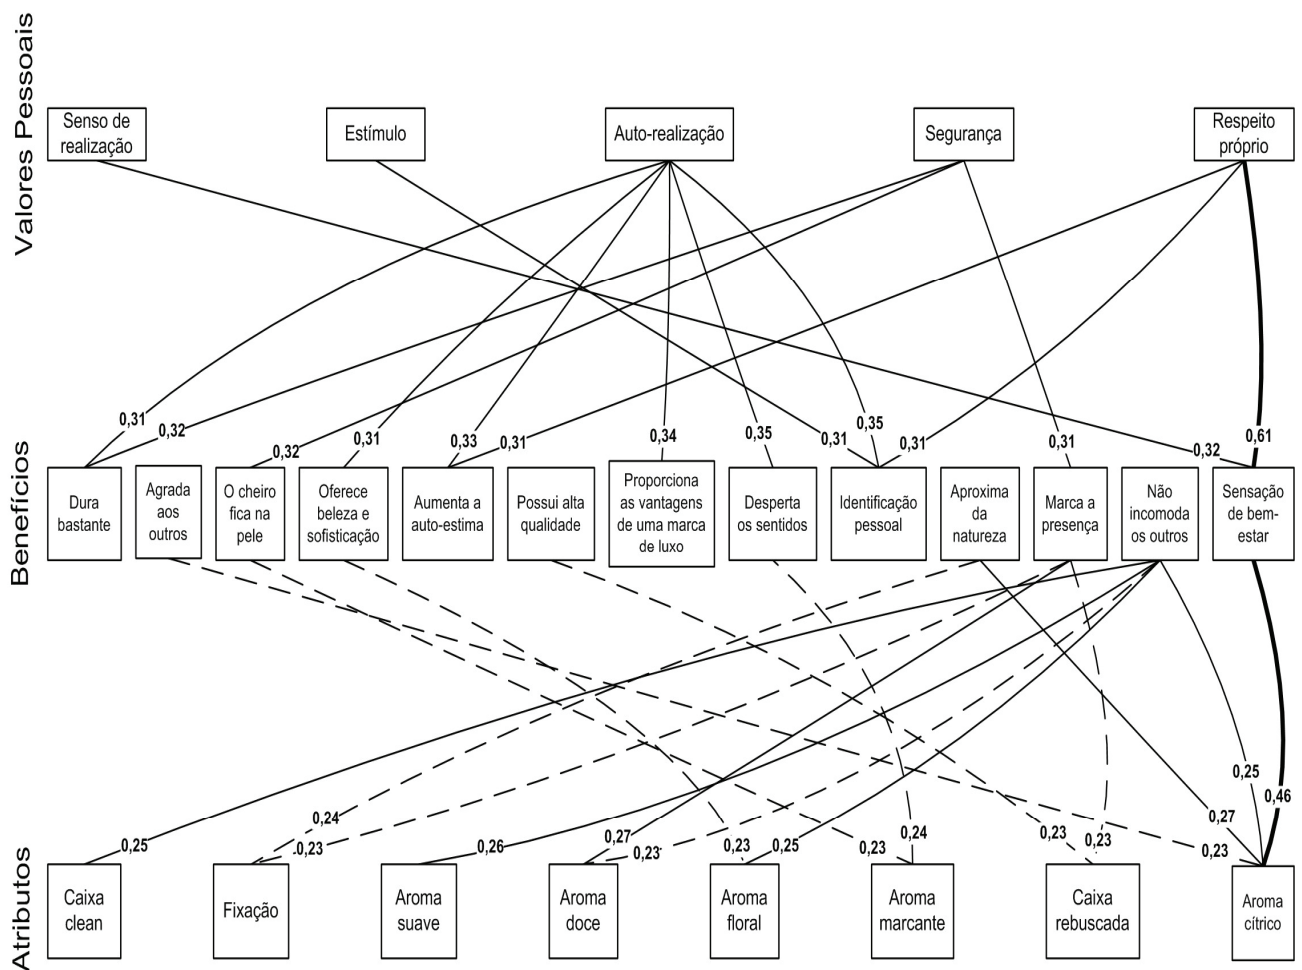 Valores Pessoais
Senso de
realização
Estímulo
Auto-realização
Segurança
Respeito
próprio
0,31
0,32
0,32
0,31
0,33
0,31
0,34
0,35
0,31
0,35
0,31
0,31
0,32
0,61
Benefícios
Dura
bastante
Agrada
aos
outros
O cheiro
fica na
pele
Oferece
beleza e
sofisticação
Aumenta a
auto-estima
Possui alta
qualidade
Proporciona
as vantagens
de uma marca
de luxo
Desperta
os sentidos
Identificação
pessoal
Aproxima
da
natureza
Marca a
presença
Não
incomoda
os outros
Sensação
de bem-
estar
0,25
0,24
0,23
0,26
0,27
0,23
0,23
0,25
0,23
0,24
0,23
0,23
0,23
0,27
0,25
0,46
Atributos
Caixa
clean
Fixação
Aroma
suave
Aroma
doce
Aroma
floral
Aroma
marcante
Caixa
rebuscada
Aroma
cítrico